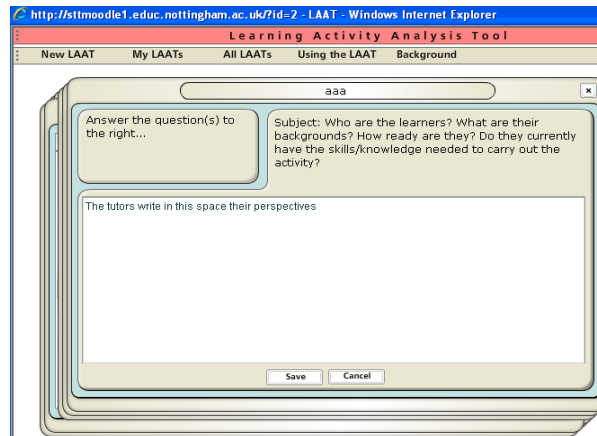 http://sttmoodle1.educ.nottingham.ac.uk/?id=2 - LAAT - Windows Internet Explorer
Learning Activity Analysis Tool
New LAAT My LAATs All LAATs Using the LAAT Background
aaa
Answer the question(s) to
the right...
Subject: Who are the learners? What are their
backgrounds? How ready are they? Do they currently
have the skills/knowledge needed to carry out the
activity?
The tutors write in this space their perspectives
Save Cancel